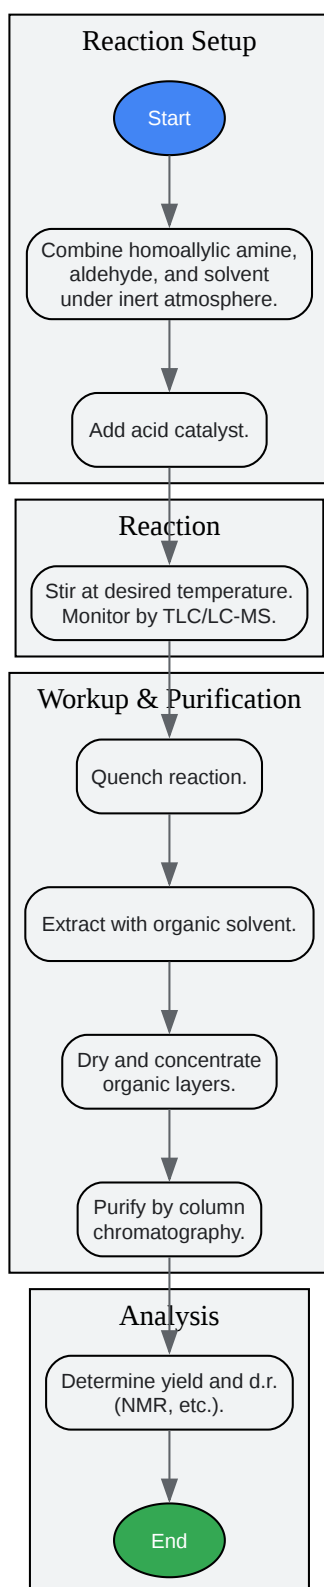 Reaction Setup
Start
Combine homoallylic amine,
aldehyde, and solvent
under inert atmosphere.
Add acid catalyst.
Reaction
Stir at desired temperature.
Monitor by TLC/LC-MS.
Workup & Purification
Quench reaction.
Extract with organic solvent.
Dry and concentrate
organic layers.
Purify by column
chromatography.
Analysis
Determine yield and d.r.
(NMR, etc.).
End